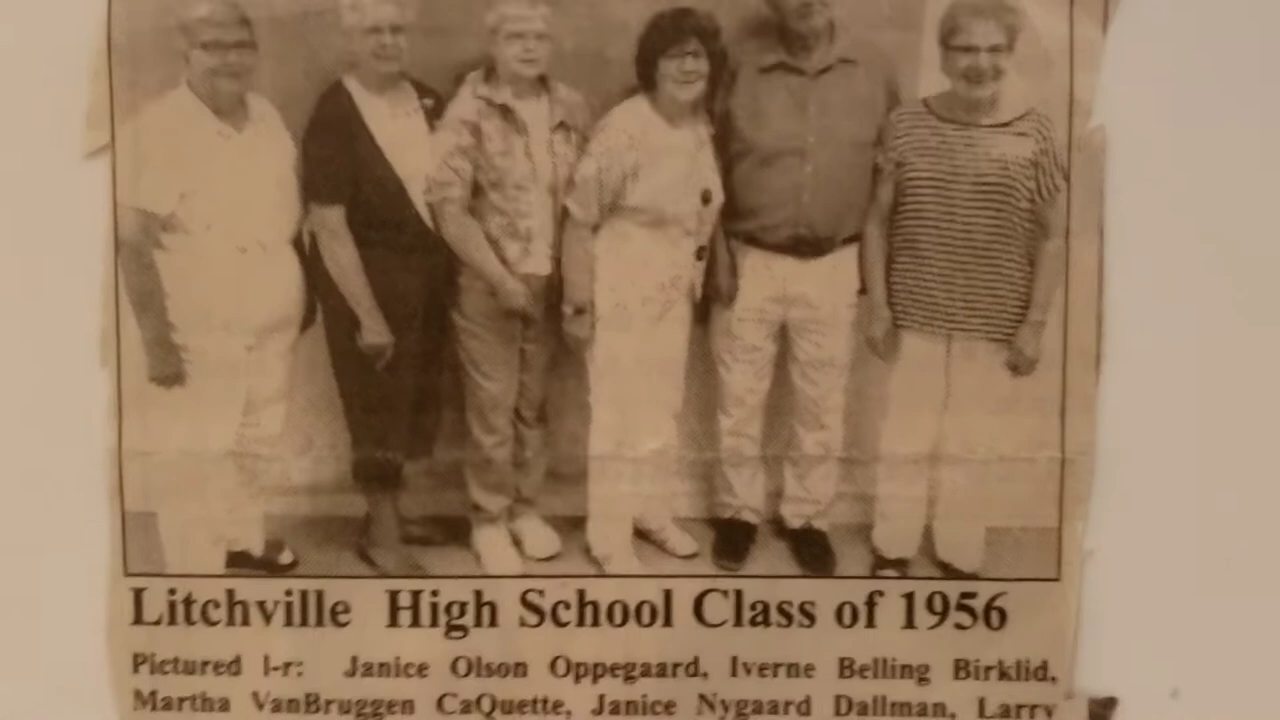 Litchville High School Class of 1956
Pictured l-r: Janice Olson Oppegaard, Iverne Belling Birklid,
Martha VanBruggen CaQuette, Janice Nygaard Dallman, Larry